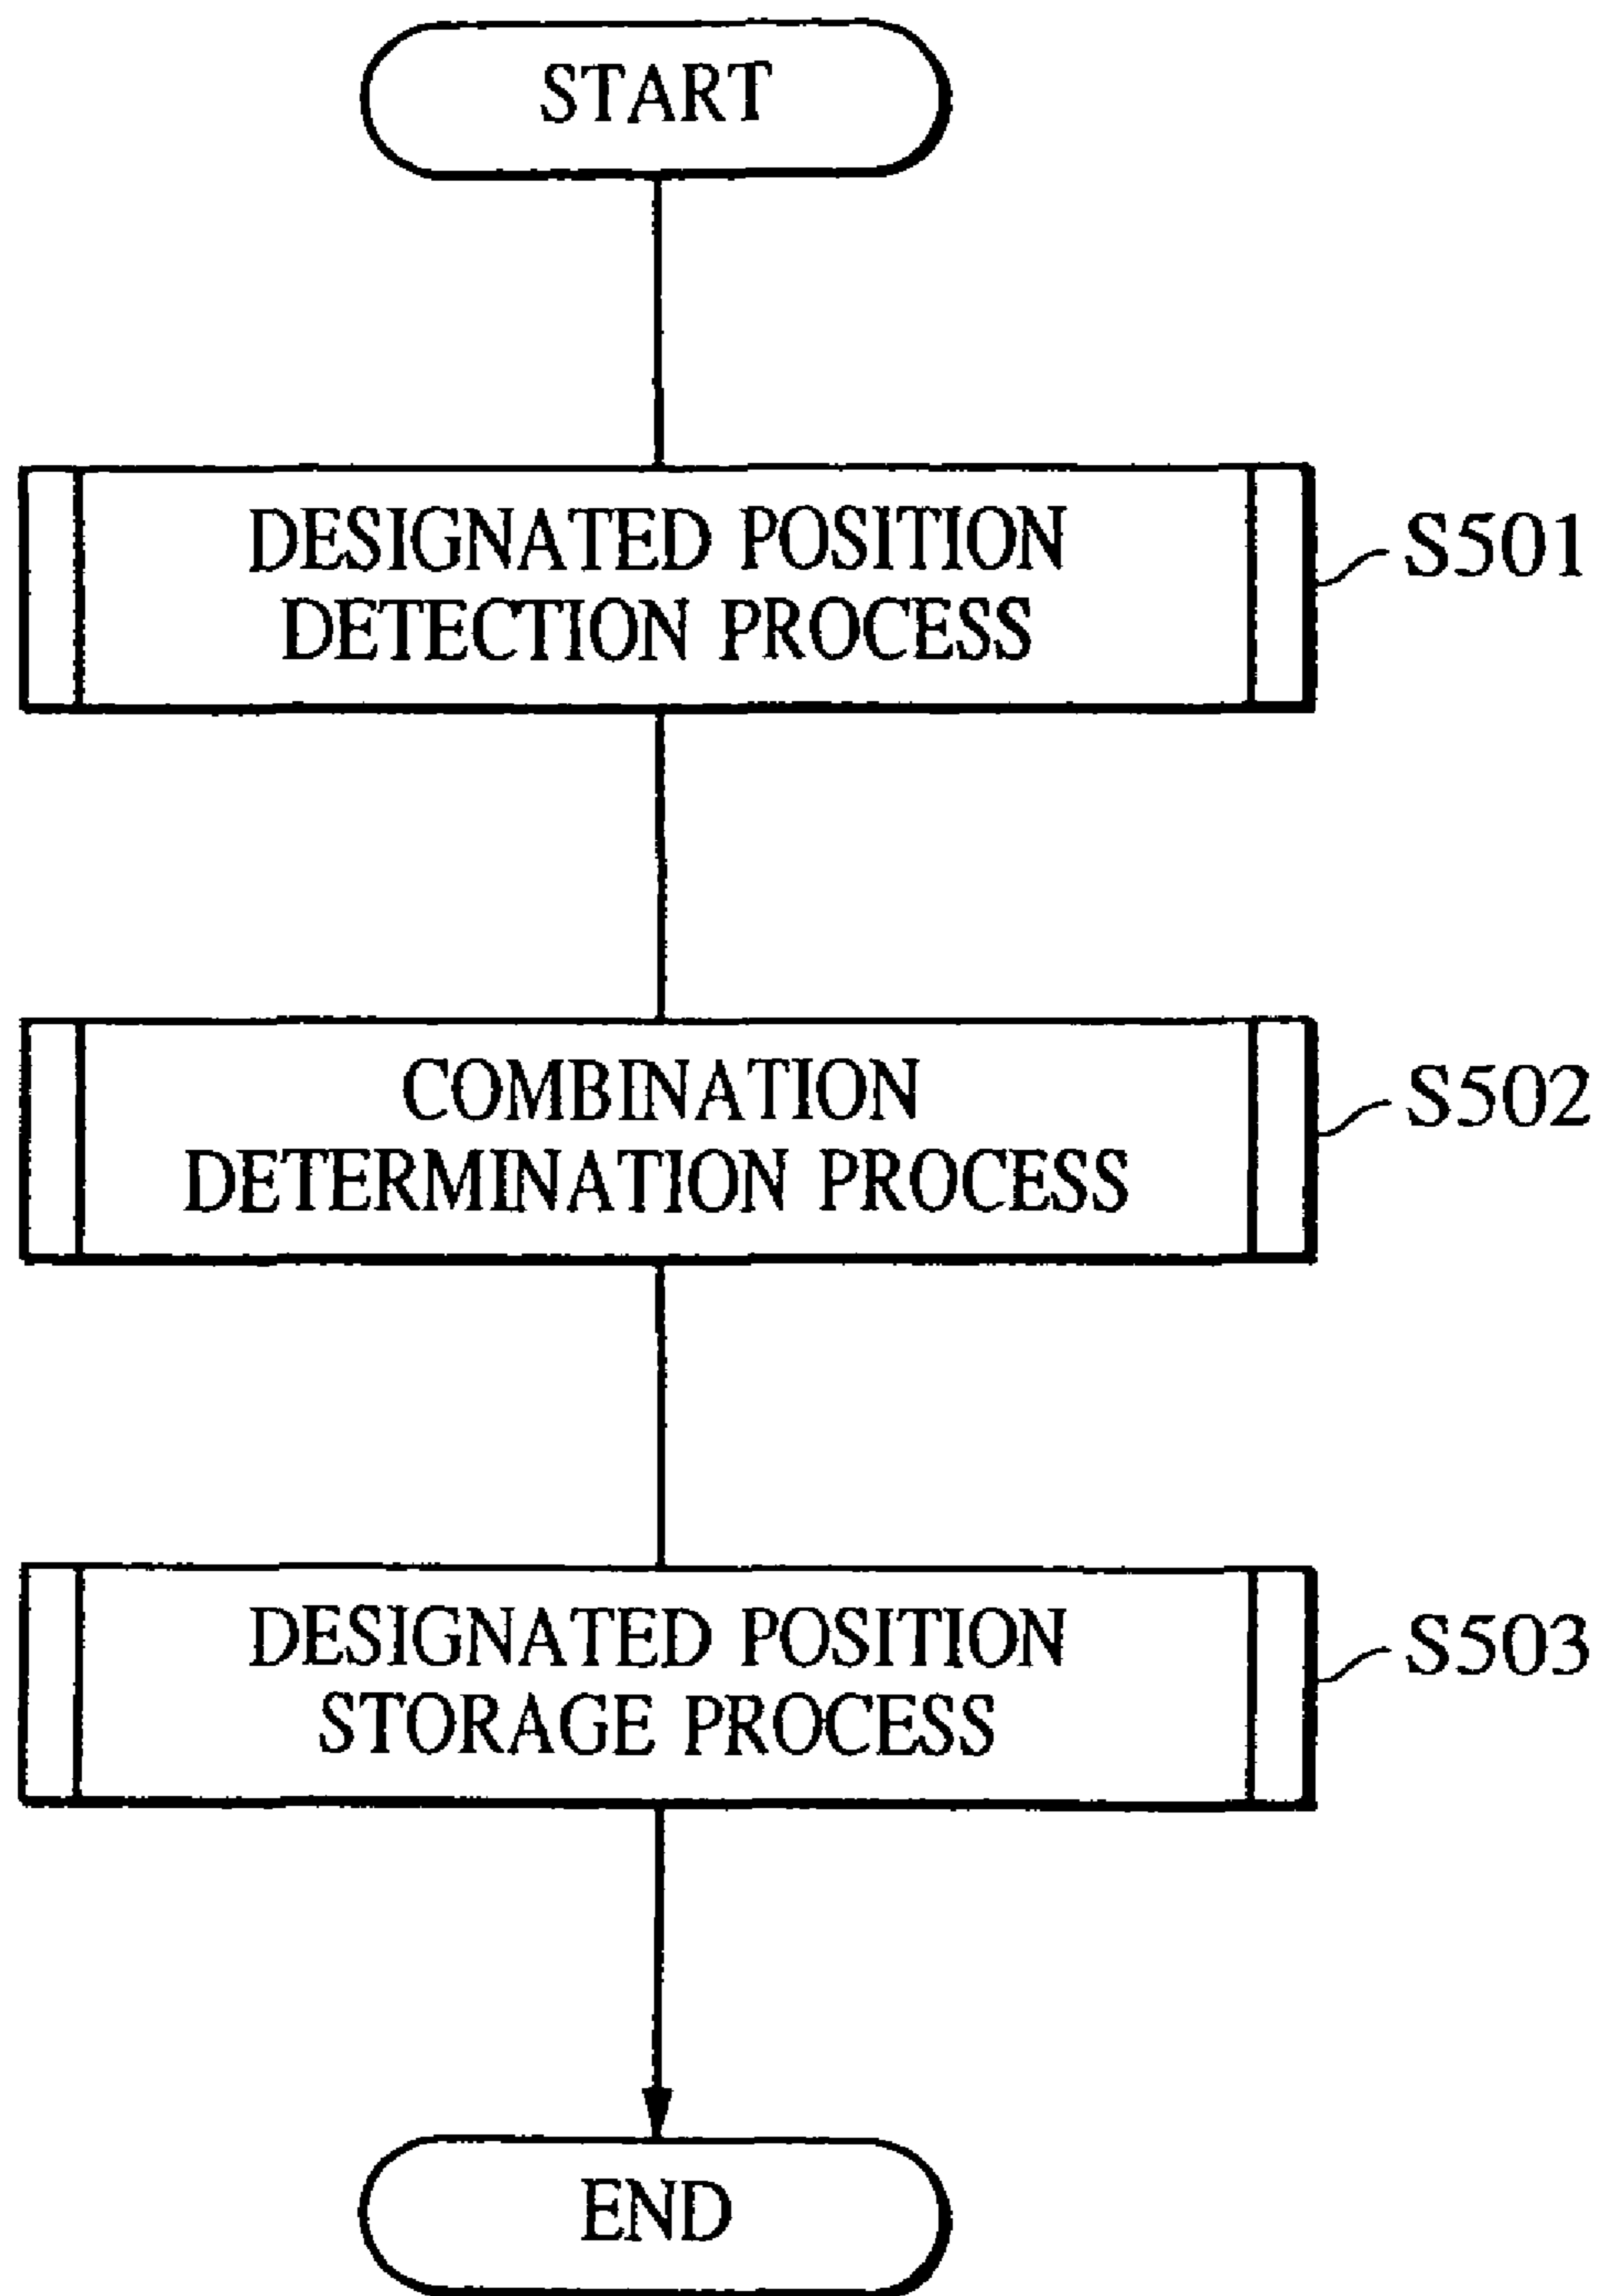 START
DESIGNATED POSITION
DETECTION PROCESS
S501
COMBINATION
DETERMINATION PROCESS
S502
DESIGNATED POSITION
STORAGE PROCESS
S503
END